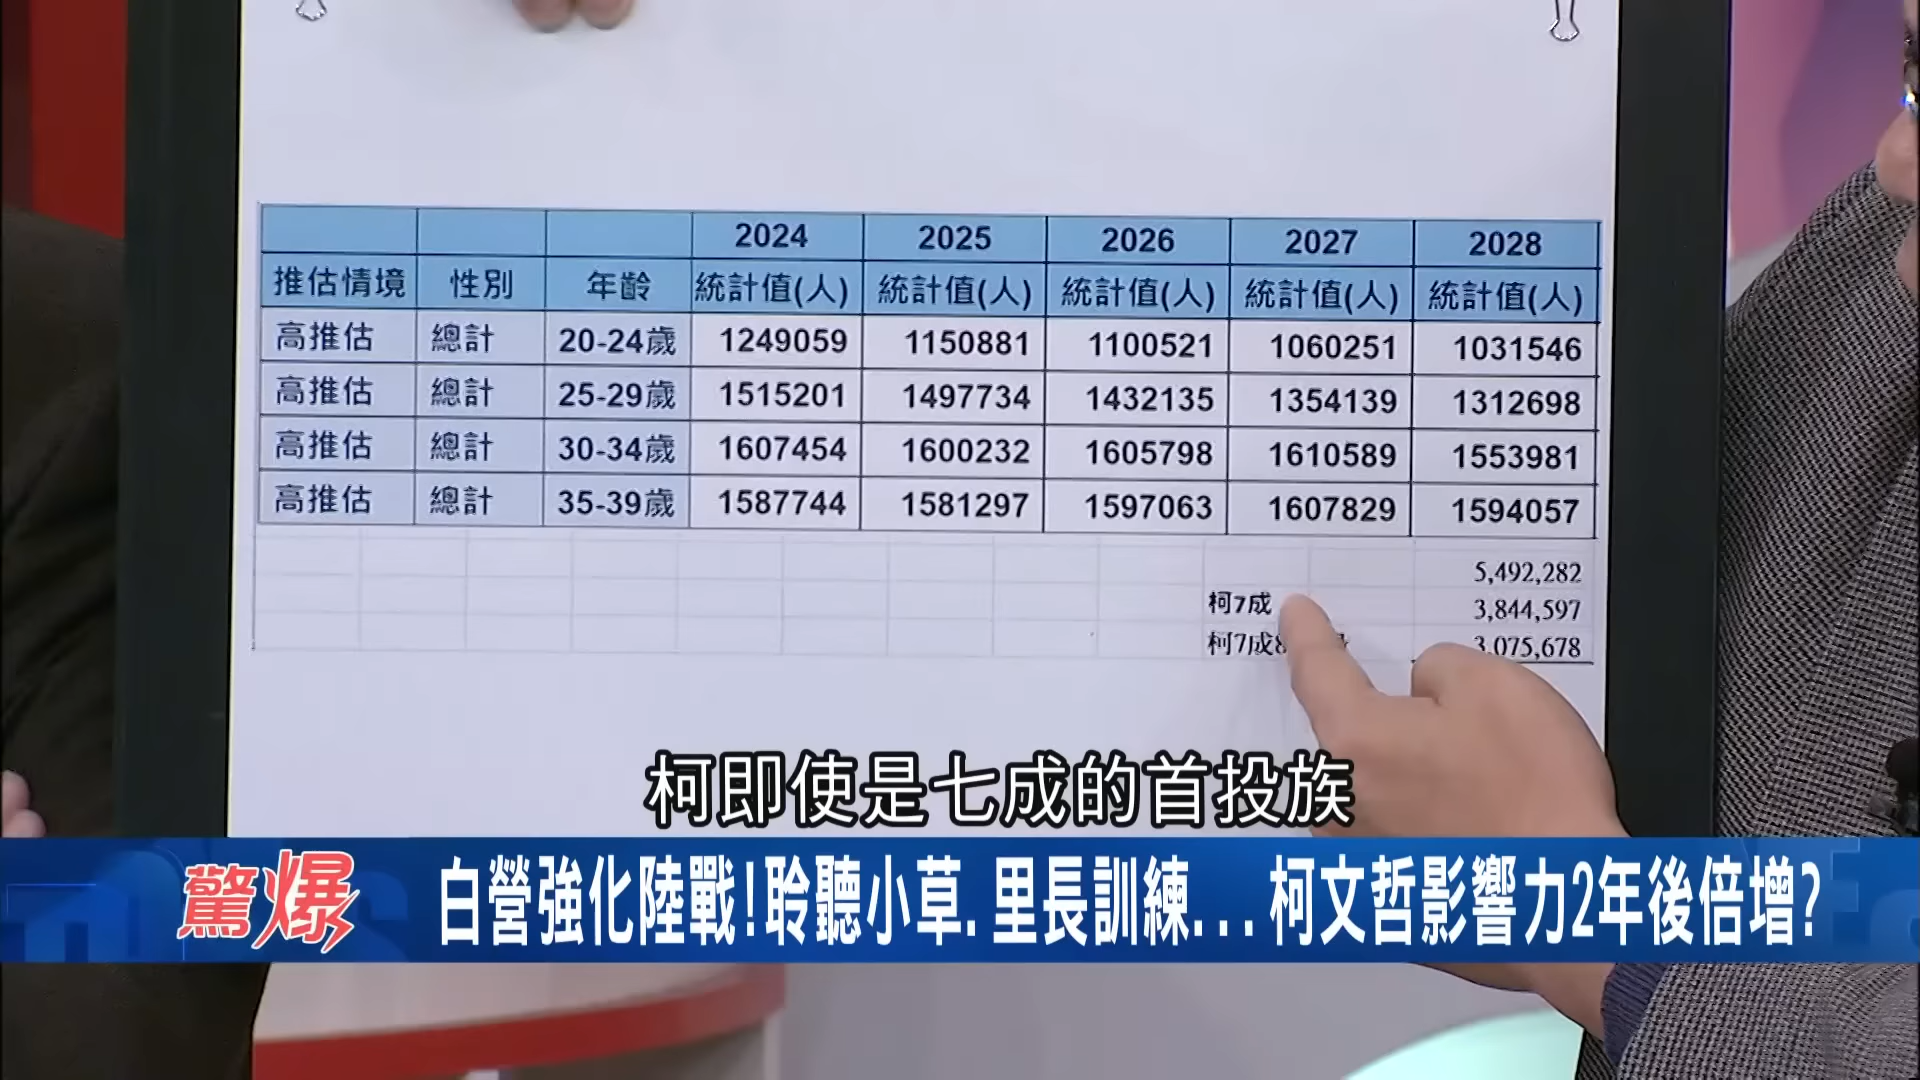 2024 2025 2026 2027 2028
推估情境 性別 年齡 統計值(人) 統計值(人) 統計值(人) 統計值(人) 統計值(人)
高推估 總計 20-24歲 1249059 1150881 1100521 1060251 1031546
高推估 總計 25-29歲 1515201 1497734 1432135 1354139 1312698
高推估 總計 30-34歲 1607454 1600232 1605798 1610589 1553981
高推估 總計 35-39歲 1587744 1581297 1597063 1607829 1594057
5,492,282
柯7成 3,844,597
柯7成8 3,075,678
柯即使是七成的首投族
驚爆 白營強化陸戰!聆聽小草.里長訓練...柯文哲影響力2年後倍增?